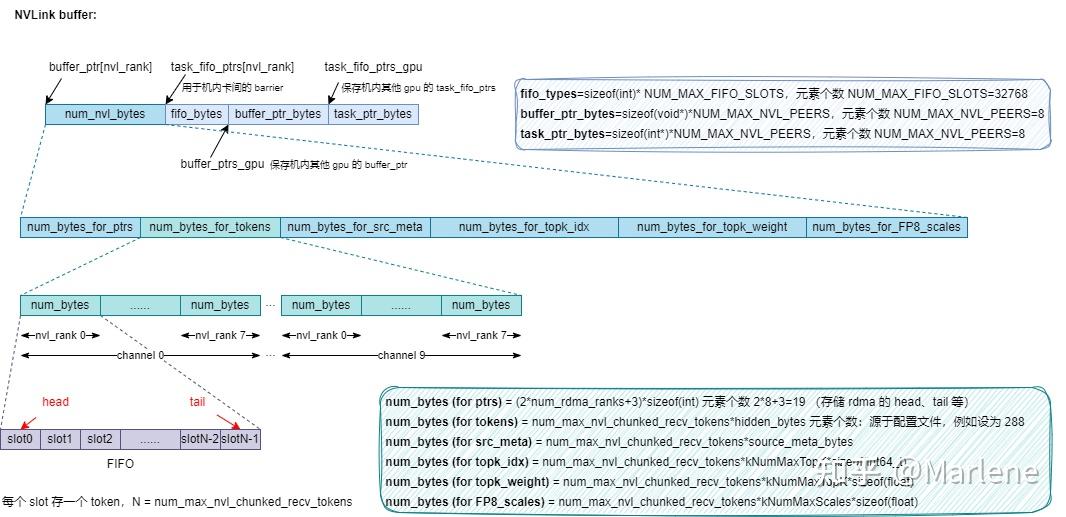 NVLink buffer:
buffer_ptr[nvl_rank]
task_fifo_ptrs[nvl_rank]
用于机内卡间的 barrier
task_fifo_ptrs_gpu
保存机内其他 gpu 的 task_fifo_ptrs
num_nvl_bytes
fifo_bytes
buffer_ptr_bytes
task_ptr_bytes
buffer_ptrs_gpu 保存机内其他 gpu 的 buffer_ptr
fifo_types=sizeof(int)* NUM_MAX_FIFO_SLOTS，元素个数 NUM_MAX_FIFO_SLOTS=32768
buffer_ptr_bytes=sizeof(void*)*NUM_MAX_NVL_PEERS，元素个数 NUM_MAX_NVL_PEERS=8
task_ptr_bytes=sizeof(int*)*NUM_MAX_NVL_PEERS，元素个数 NUM_MAX_NVL_PEERS=8
num_bytes_for_ptrs
num_bytes_for_tokens
num_bytes_for_src_meta
num_bytes_for_topk_idx
num_bytes_for_topk_weight
num_bytes_for_FP8_scales
num_bytes
......
num_bytes
...
num_bytes
......
num_bytes
nvl_rank 0
nvl_rank 7
nvl_rank 0
nvl_rank 7
channel 0
...
channel 9
head
tail
slot0
slot1
slot2
......
slotN-2
slotN-1
FIFO
每个 slot 存一个 token，N = num_max_nvl_chunked_recv_tokens
num_bytes (for ptrs) = (2*num_rdma_ranks+3)*sizeof(int) 元素个数 2*8+3=19 （存储 rdma 的 head、tail 等）
num_bytes (for tokens) = num_max_nvl_chunked_recv_tokens*hidden_bytes 元素个数：源于配置文件，例如设为 288
num_bytes (for src_meta) = num_max_nvl_chunked_recv_tokens*source_meta_bytes
num_bytes (for topk_idx) = num_max_nvl_chunked_recv_tokens*kNumMaxTopK*sizeof(int64_t)
num_bytes (for topk_weight) = num_max_nvl_chunked_recv_tokens*kNumMaxTopK*sizeof(float)
num_bytes (for FP8_scales) = num_max_nvl_chunked_recv_tokens*kNumMaxScales*sizeof(float)
知乎 @Marlene